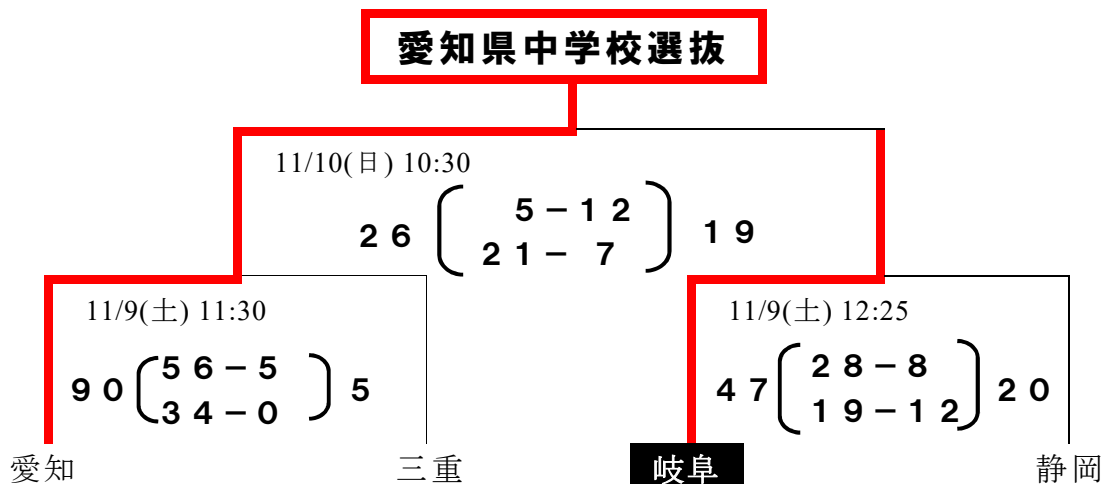 愛知県中学校選抜
11/10(日) 10:30
26 5－12 19
21－ 7
11/9(土) 11:30
90 56－5 5
34－0
11/9(土) 12:25
47 28－8 20
19－12
愛知 三重 岐阜 静岡